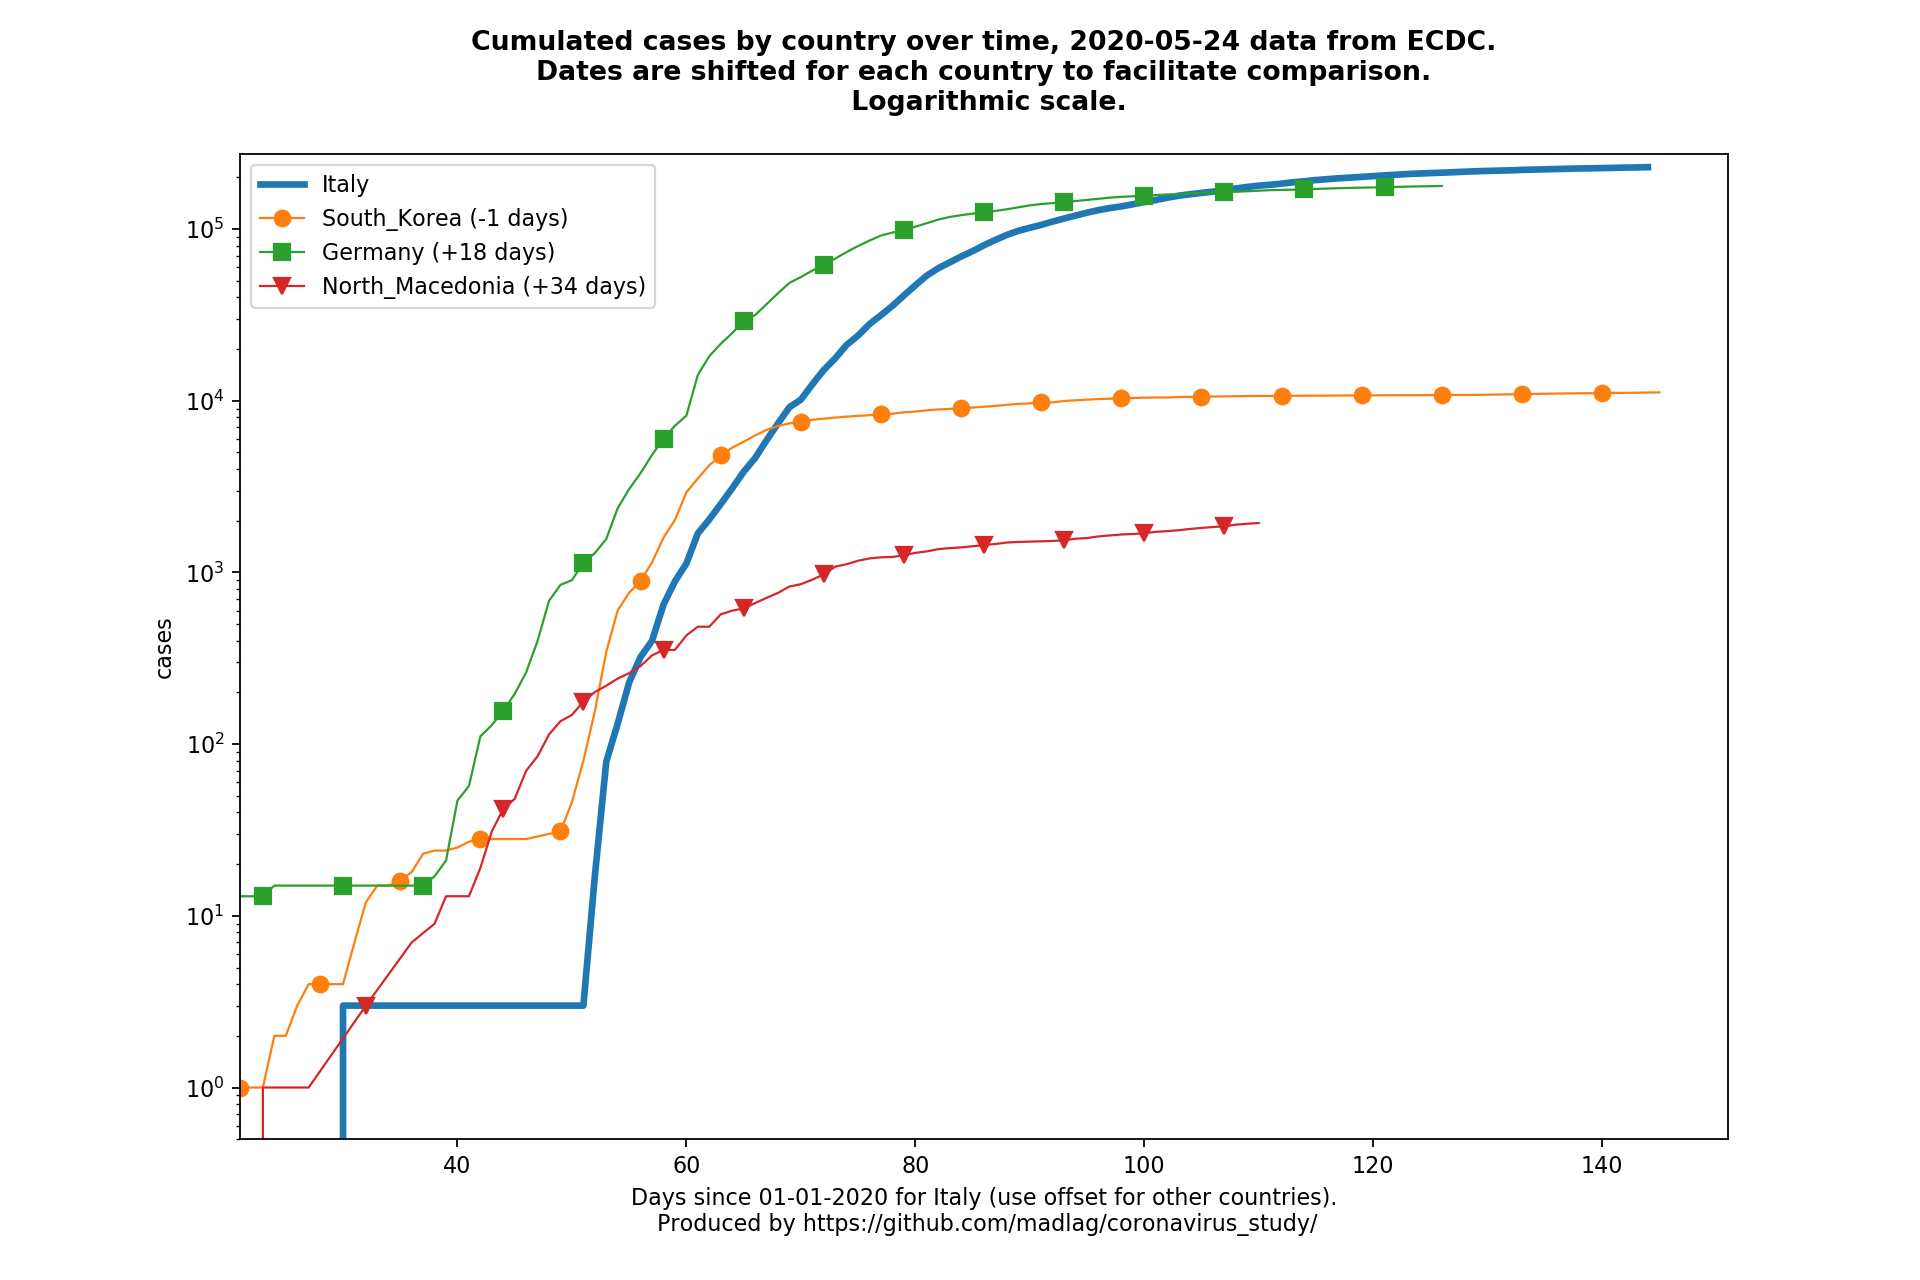 Cumulated cases by country over time, 2020-05-24 data from ECDC.
Dates are shifted for each country to facilitate comparison.
Logarithmic scale.
Italy
South_Korea (-1 days)
Germany (+18 days)
North_Macedonia (+34 days)
10^5
10^4
10^3
10^2
10^1
10^0
cases
40 60 80 100 120 140
Days since 01-01-2020 for Italy (use offset for other countries).
Produced by https://github.com/madlag/coronavirus_study/